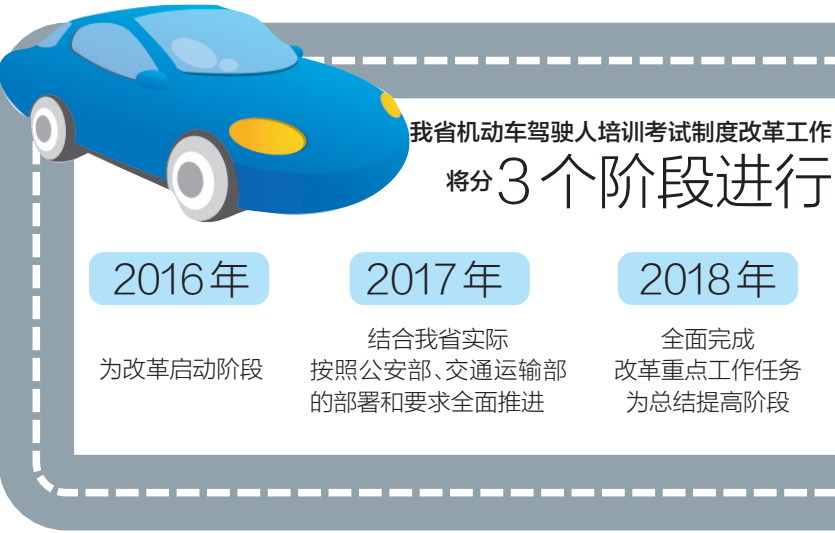 我省机动车驾驶人培训考试制度改革工作
将分3个阶段进行
2016年
为改革启动阶段
2017年
结合我省实际
按照公安部、交通运输部
的部署和要求全面推进
2018年
全面完成
改革重点工作任务
为总结提高阶段